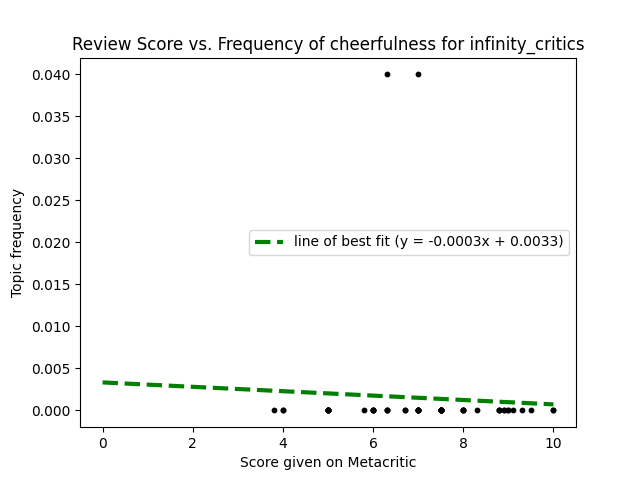 Review Score vs. Frequency of cheerfulness for infinity_critics
0.040
0.035
0.030
0.025
0.020
0.015
0.010
0.005
0.000
Topic frequency
line of best fit (y = -0.0003x + 0.0033)
0 2 4 6 8 10
Score given on Metacritic